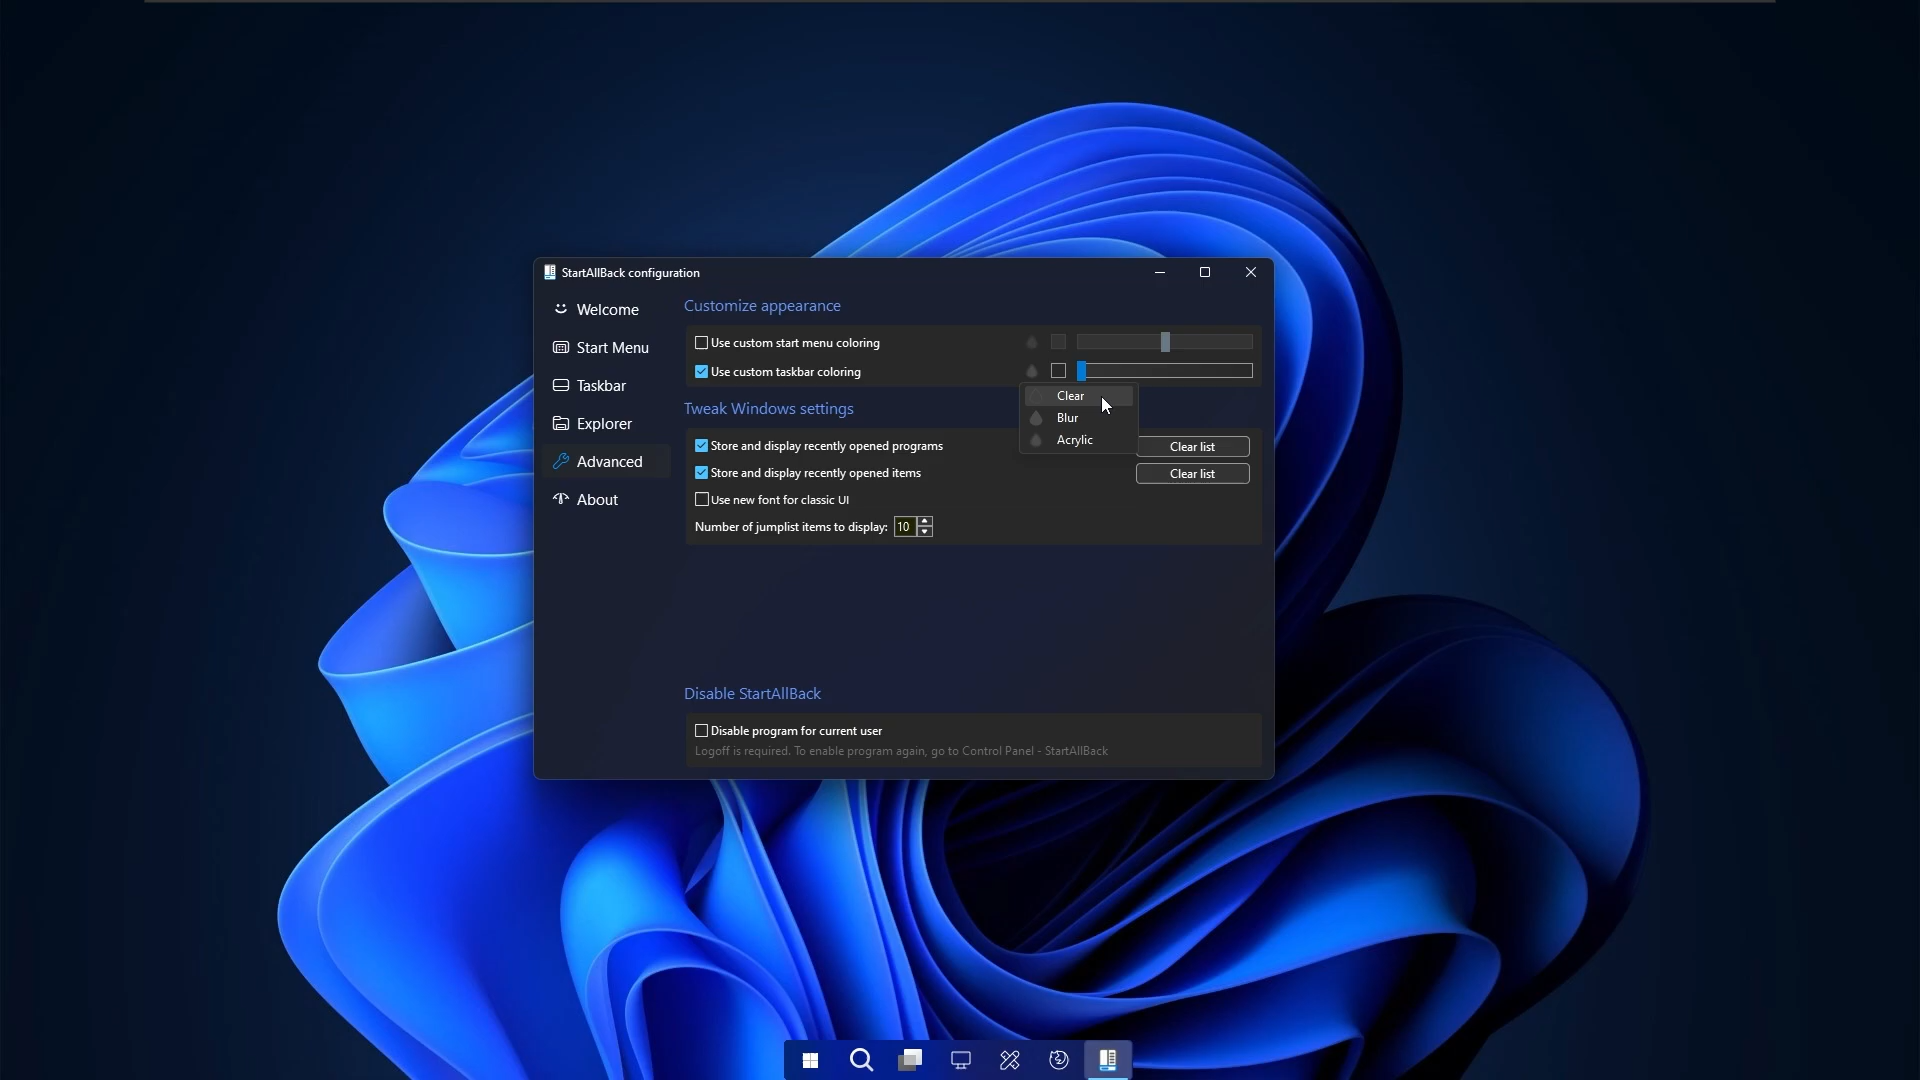 StartAllBack configuration
Welcome
Start Menu
Taskbar
Explorer
Advanced
About
Customize appearance
Use custom start menu coloring
Use custom taskbar coloring
Clear
Blur
Acrylic
Tweak Windows settings
Store and display recently opened programs
Clear list
Store and display recently opened items
Clear list
Use new font for classic UI
Number of jumplist items to display: 10
Disable StartAllBack
Disable program for current user
Logoff is required. To enable program again, go to Control Panel - StartAllBack